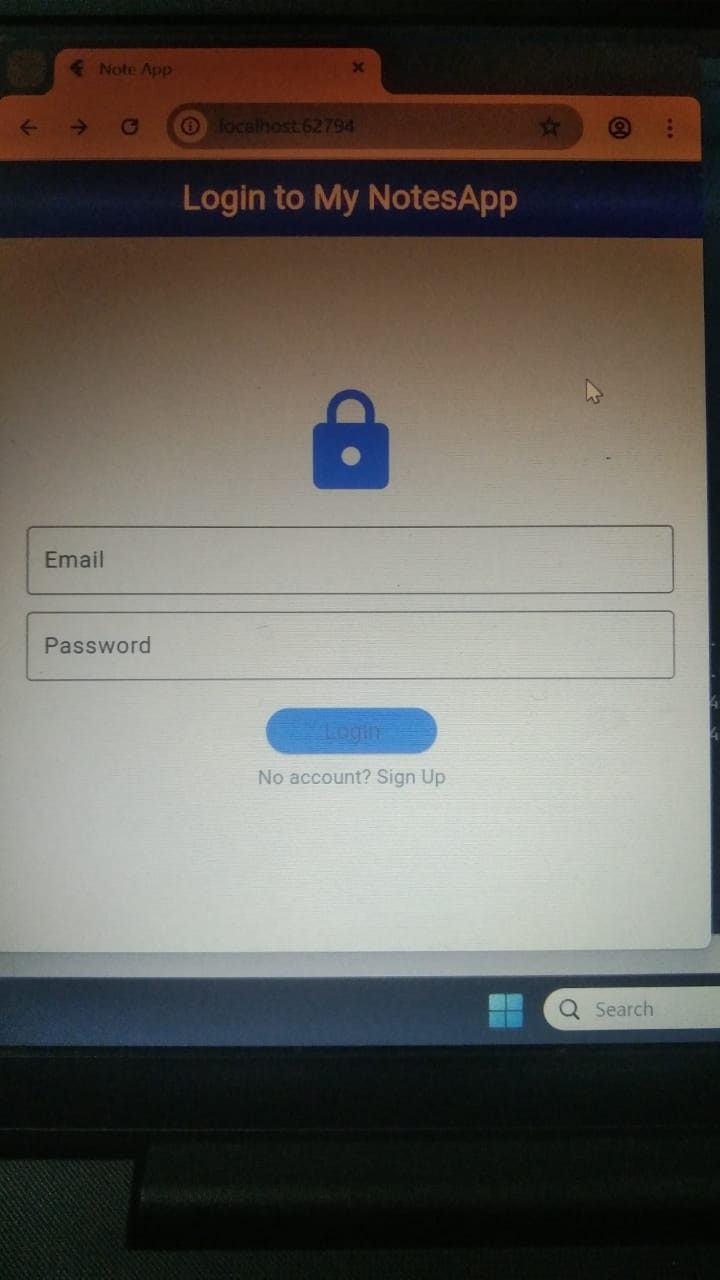 Note App
localhost:62794
Login to My NotesApp
Email
Password
Login
No account? Sign Up
Search